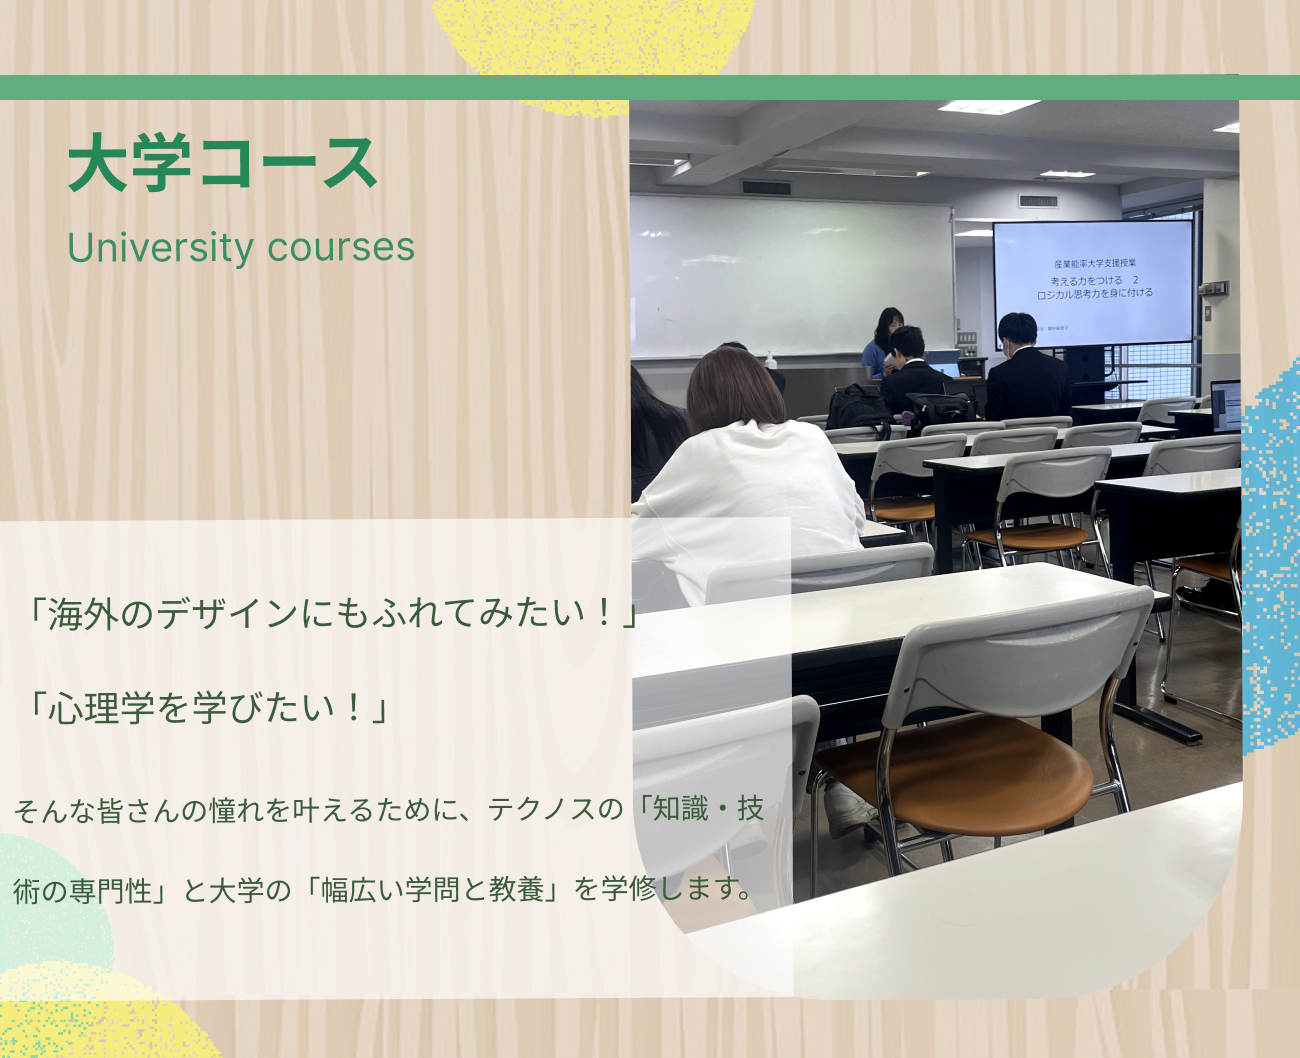 大学コース
University courses
産業能率大学支援授業
考える力をつける　2
ロジカル思考力を身に付ける
「海外のデザインにもふれてみたい！」
「心理学を学びたい！」
そんな皆さんの憧れを叶えるために、テクノスの「知識・技
術の専門性」と大学の「幅広い学問と教養」を学修します。